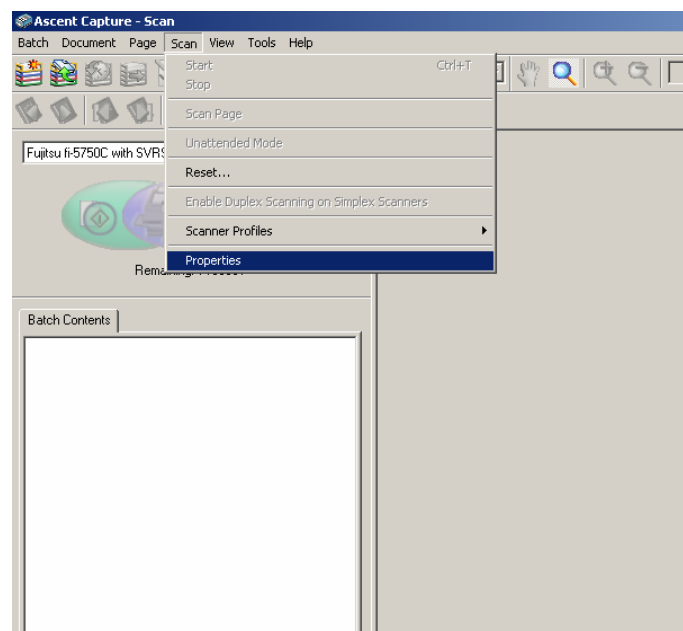 Ascent Capture - Scan
Batch Document Page Scan View Tools Help
Start Ctrl+T
Stop
Scan Page
Unattended Mode
Reset...
Enable Duplex Scanning on Simplex Scanners
Scanner Profiles
Properties
Fujitsu fi-5750C with SVRS
Batch Contents